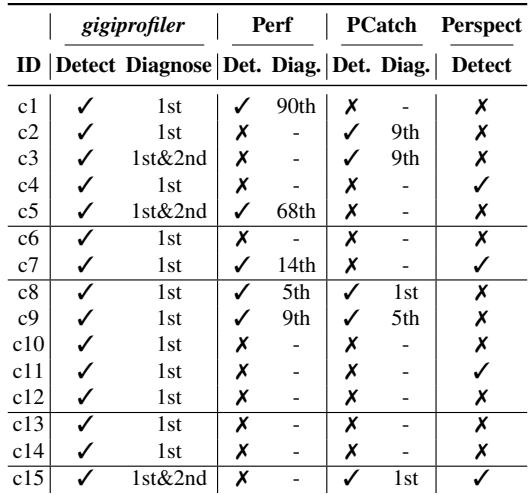 gigiprofiler Perf PCatch Perspect
ID Detect Diagnose Det. Diag. Det. Diag. Detect
c1 ✓ 1st ✓ 90th ✗ - ✗
c2 ✓ 1st ✗ - ✓ 9th ✗
c3 ✓ 1st&2nd ✗ - ✓ 9th ✗
c4 ✓ 1st ✗ - ✗ - ✓
c5 ✓ 1st&2nd ✓ 68th ✗ - ✗
c6 ✓ 1st ✗ - ✗ - ✗
c7 ✓ 1st ✓ 14th ✗ - ✓
c8 ✓ 1st ✓ 5th ✓ 1st ✗
c9 ✓ 1st ✓ 9th ✓ 5th ✗
c10 ✓ 1st ✗ - ✗ - ✗
c11 ✓ 1st ✗ - ✗ - ✓
c12 ✓ 1st ✗ - ✗ - ✗
c13 ✓ 1st ✗ - ✗ - ✗
c14 ✓ 1st ✗ - ✗ - ✗
c15 ✓ 1st&2nd ✗ - ✓ 1st ✓